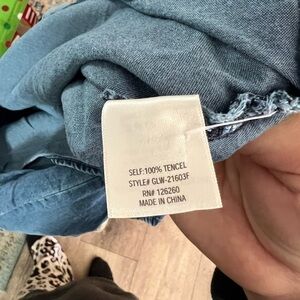 SELF:100% TENCEL
STYLE# GLW-21603F
RN# 126260
MADE IN CHINA